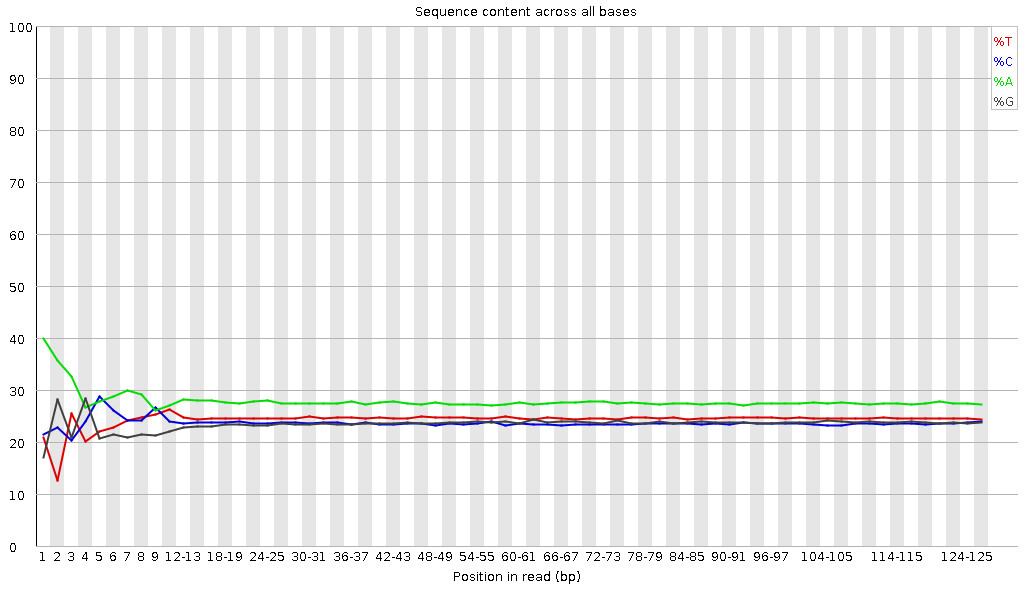 Sequence content across all bases
100
90
80
70
60
50
40
30
20
10
0
%T
%C
%A
%G
1 2 3 4 5 6 7 8 9 12-13 18-19 24-25 30-31 36-37 42-43 48-49 54-55 60-61 66-67 72-73 78-79 84-85 90-91 96-97 104-105 114-115 124-125
Position in read (bp)